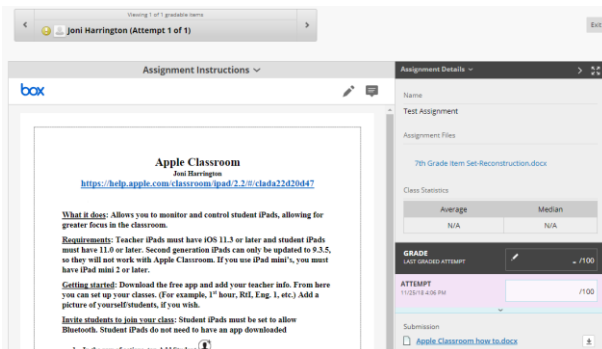 Viewing 1 of 1 gradable items
Joni Harrington (Attempt 1 of 1)
Exit
Assignment Instructions
box
Apple Classroom
Joni Harrington
https://help.apple.com/classroom/ipad/2.2/#/clada22d20d47
What it does: Allows you to monitor and control student iPads, allowing for
greater focus in the classroom.
Requirements: Teacher iPads must have iOS 11.3 or later and student iPads
must have 11.0 or later. Second generation iPads can only be updated to 9.3.5,
so they will not work with Apple Classroom. If you use iPad mini's, you must
have iPad mini 2 or later.
Getting started: Download the free app and add your teacher info. From here
you can set up your classes. (For example, 1st hour, RtI, Eng. 1, etc.) Add a
picture of yourself/students, if you wish.
Invite students to join your class: Student iPads must be set to allow
Bluetooth. Student iPads do not need to have an app downloaded
Assignment Details
Name
Test Assignment
Assignment Files
7th Grade Item Set-Reconstruction.docx
Class Statistics
Average Median
N/A N/A
GRADE
LAST GRADED ATTEMPT
- /100
ATTEMPT
11/25/18 4:06 PM
/100
Submission
Apple Classroom how to.docx